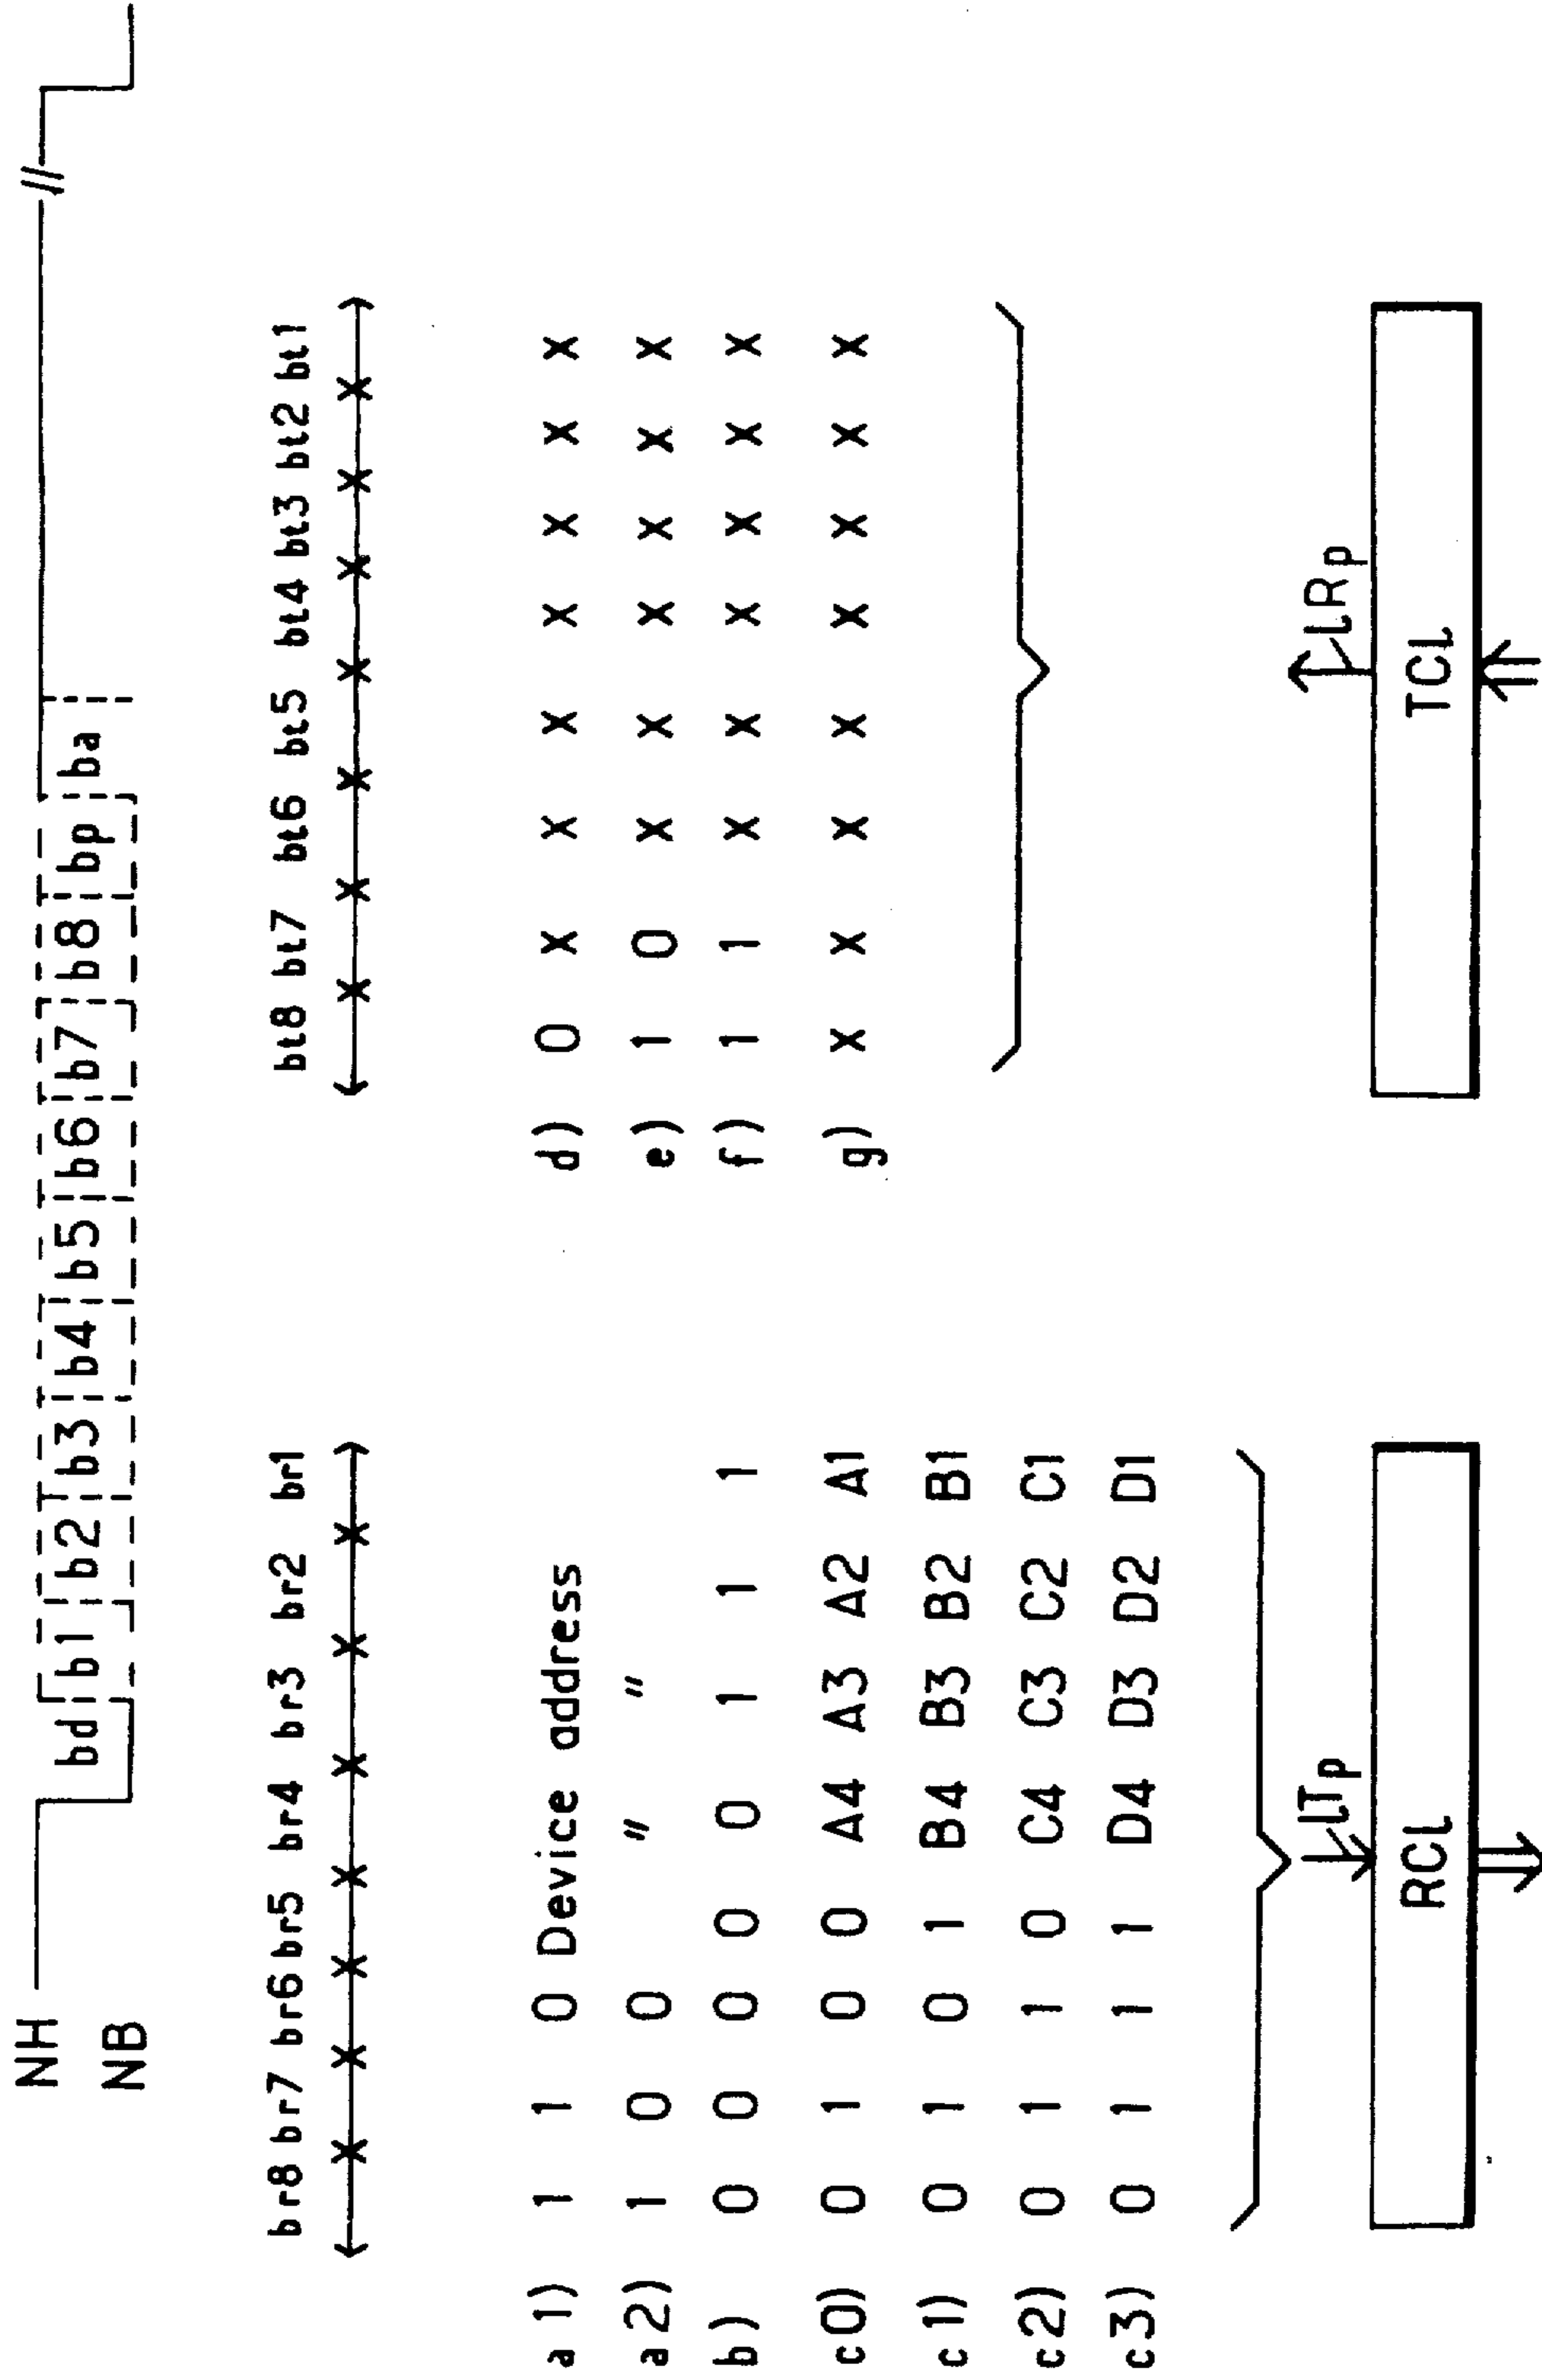 NH
NB
bd b1 b2 b3 b4 b5 b6 b7 b8 bp ba
br8 br7 br6 br5 br4 br3 br2 br1
a1) 1 1 0 Device address
a2) 1 0 0 " "
b) 0 0 0 0 0 1 1 1
c0) 0 1 0 0 A4 A3 A2 A1
c1) 0 1 0 1 B4 B3 B2 B1
c2) 0 1 1 0 C4 C3 C2 C1
c3) 0 1 1 1 D4 D3 D2 D1
LTp
RCL
bt8 bt7 bt6 bt5 bt4 bt3 bt2 bt1
d) 0 x x x x x x x
e) 1 0 x x x x x x
f) 1 1 x x x x x x
g) x x x x x x x x
LRp
TCL